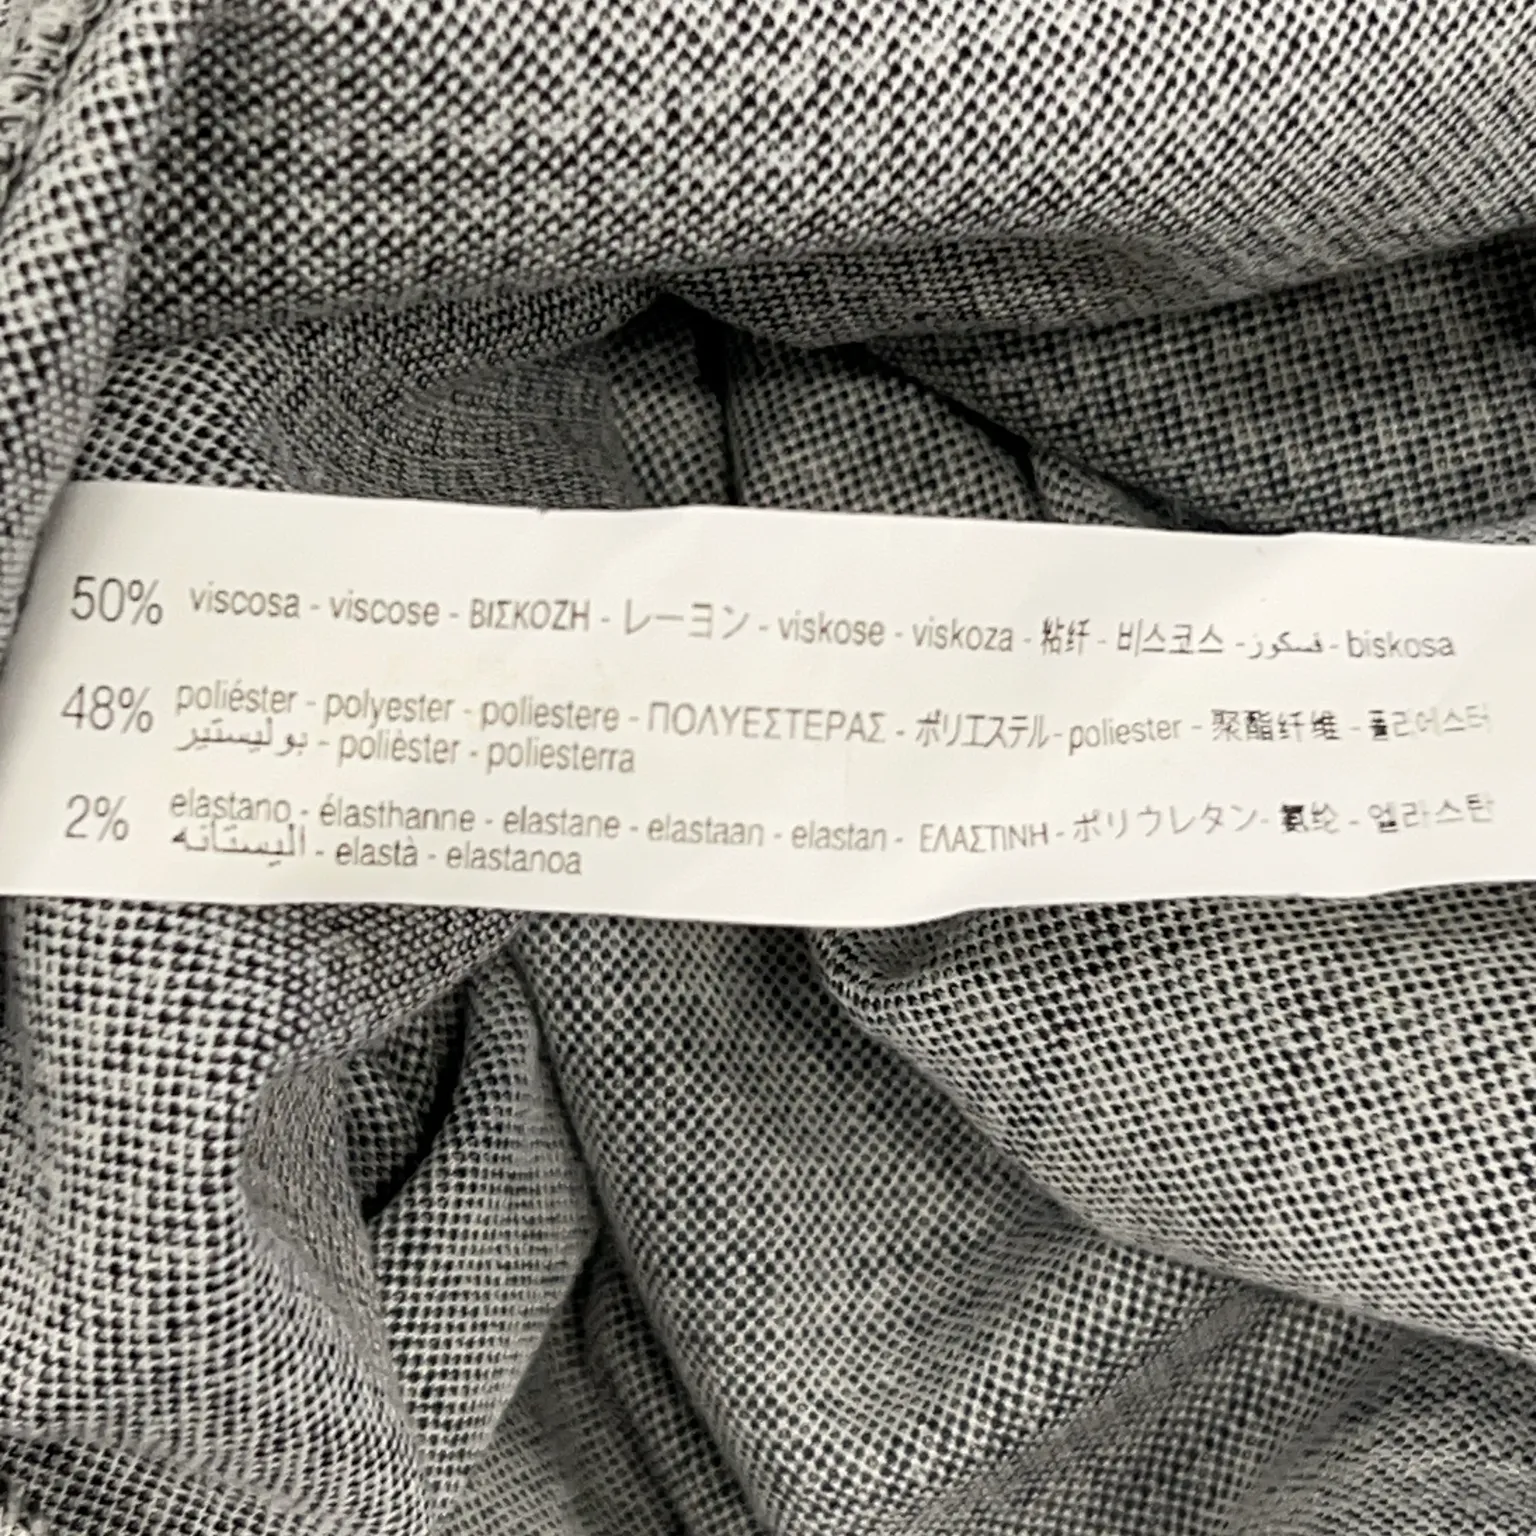 50% viscosa - viscose - ΒΙΣΚΟΖΗ - レーヨン - viskose - viskoza - 粘纤 - 비스코스 - فسكوز - biskosa
48% poliéster - polyester - poliestere - ΠΟΛΥΕΣΤΕΡΑΣ - ポリエステル - poliester - 聚酯纤维 - 폴리에스터
بوليستير - polièster - poliesterra
2% elastano - élasthanne - elastane - elastaan - elastan - ΕΛΑΣΤΙΝΗ - ポリウレタン - 氨纶 - 엘라스탄
اليستانه - elastà - elastanoa